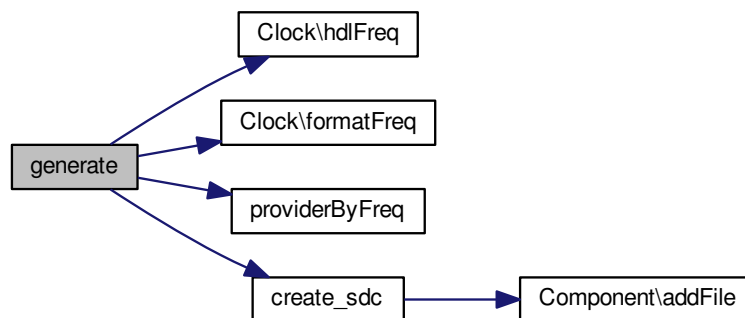 Clock\hdlFreq
Clock\formatFreq
generate
providerByFreq
create_sdc
Component\addFile